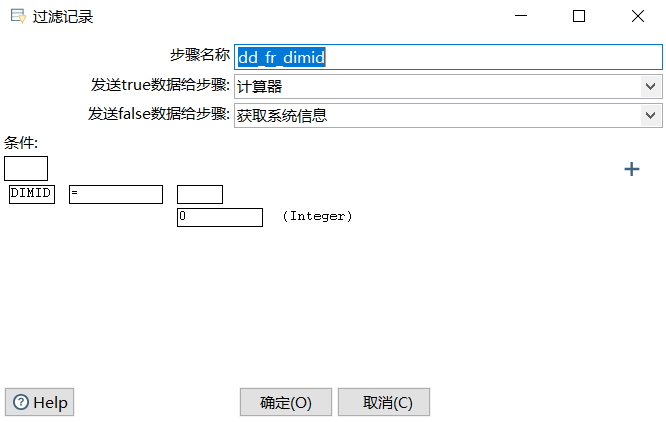 过滤记录
步骤名称 dd_fr_dimid
发送true数据给步骤: 计算器
发送false数据给步骤: 获取系统信息
条件:
DIMID =
0 (Integer)
Help 确定(O) 取消(C)